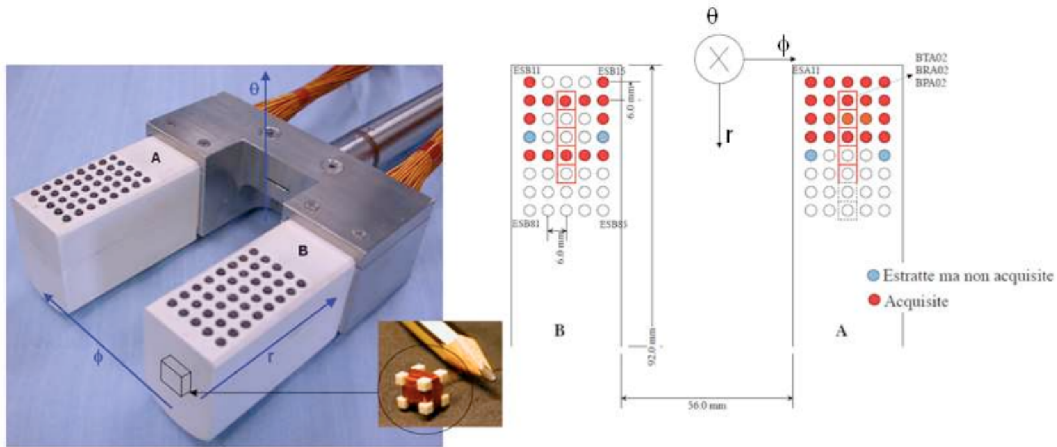 θ
A
B
ϕ
r
θ
ϕ
r
ESB11
ESB15
6.0 mm
ESB81
ESB85
6.0 mm
B
92.0 mm
56.0 mm
ESA11
BTA02
BRA02
BPA02
A
Estratte ma non acquisite
Acquisite